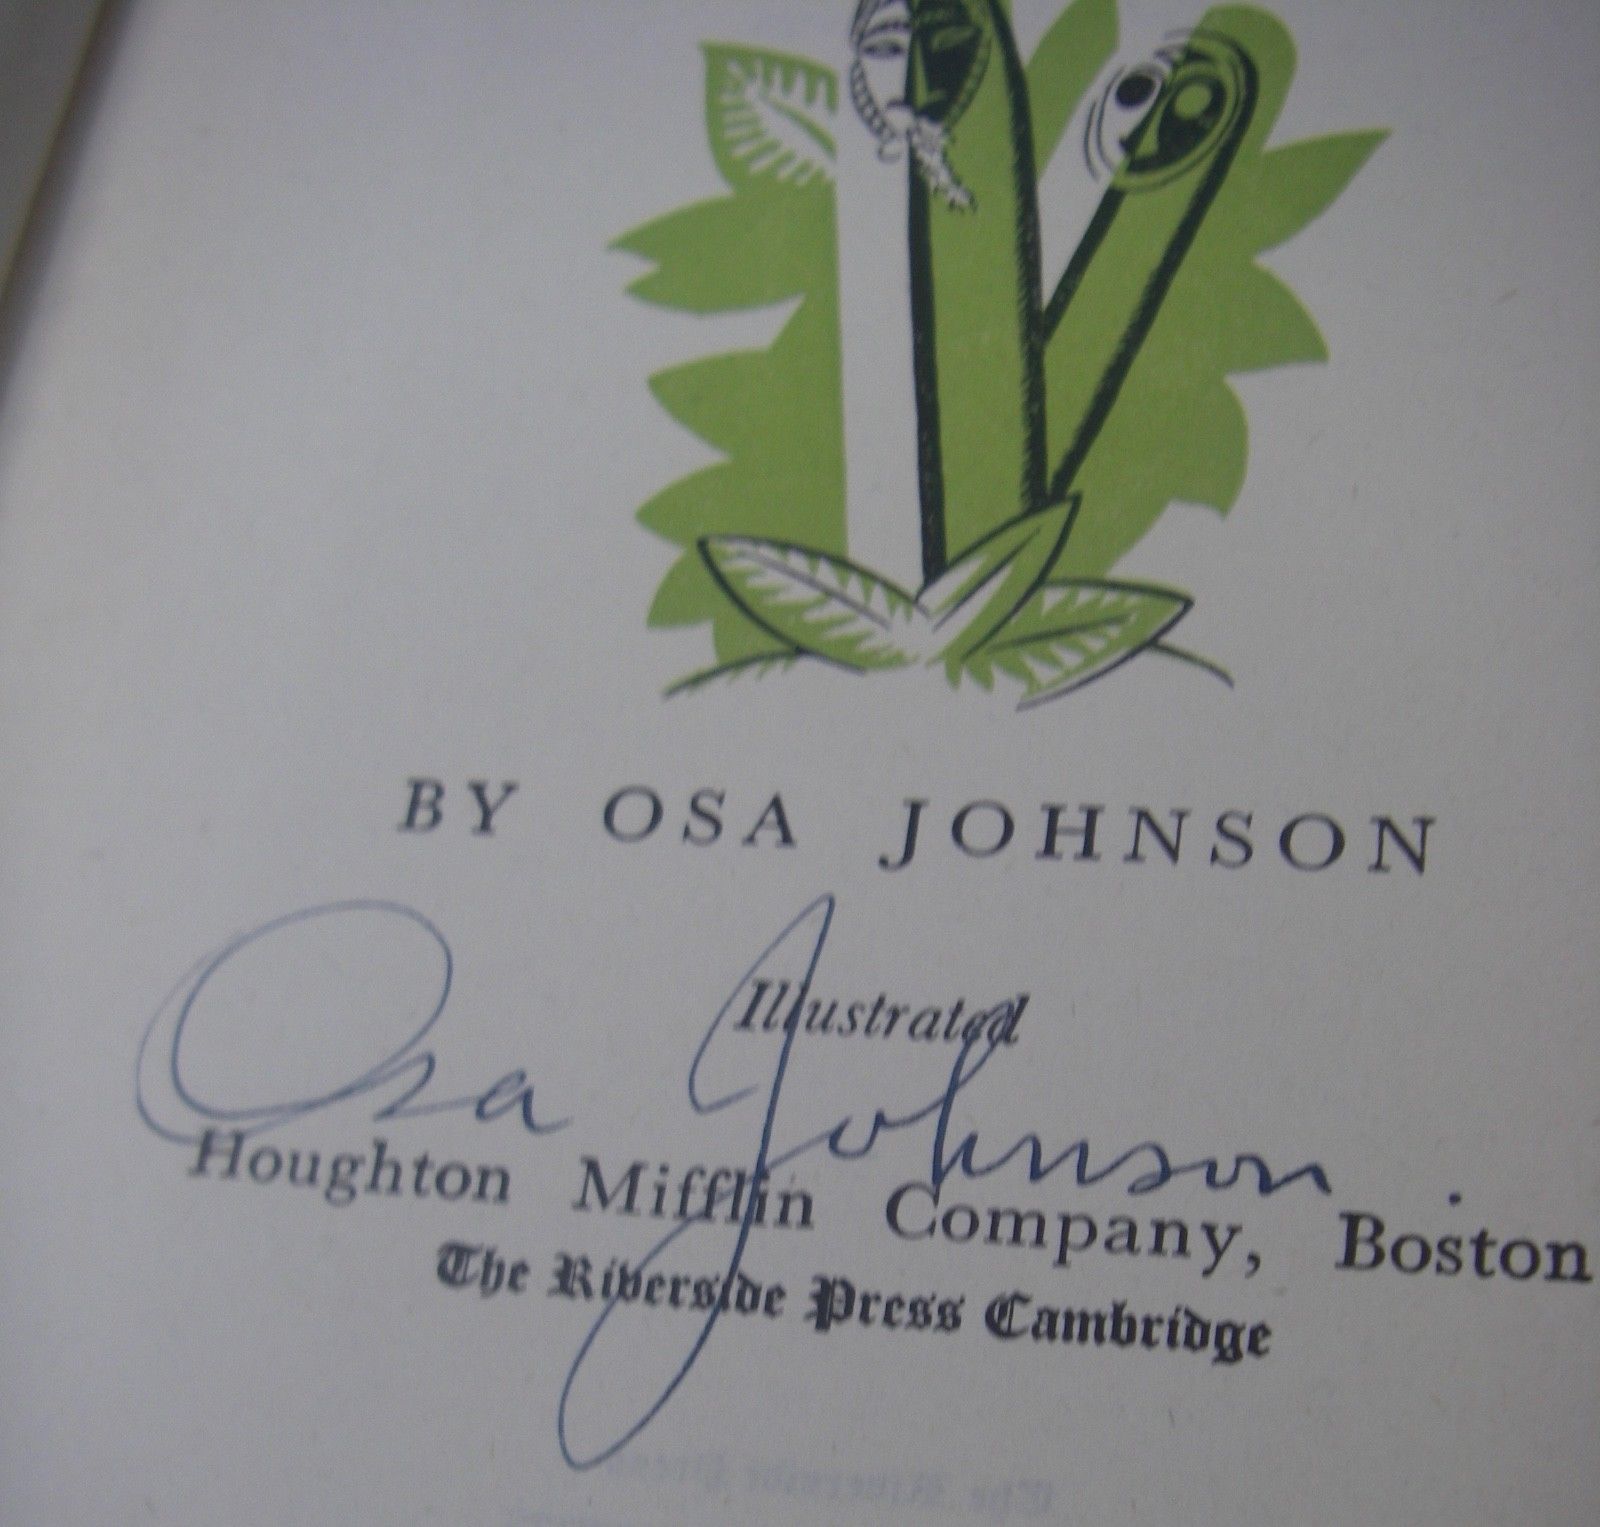 BY OSA JOHNSON
Illustrated
Osa Johnson.
Houghton Mifflin Company, Boston
The Riverside Press Cambridge